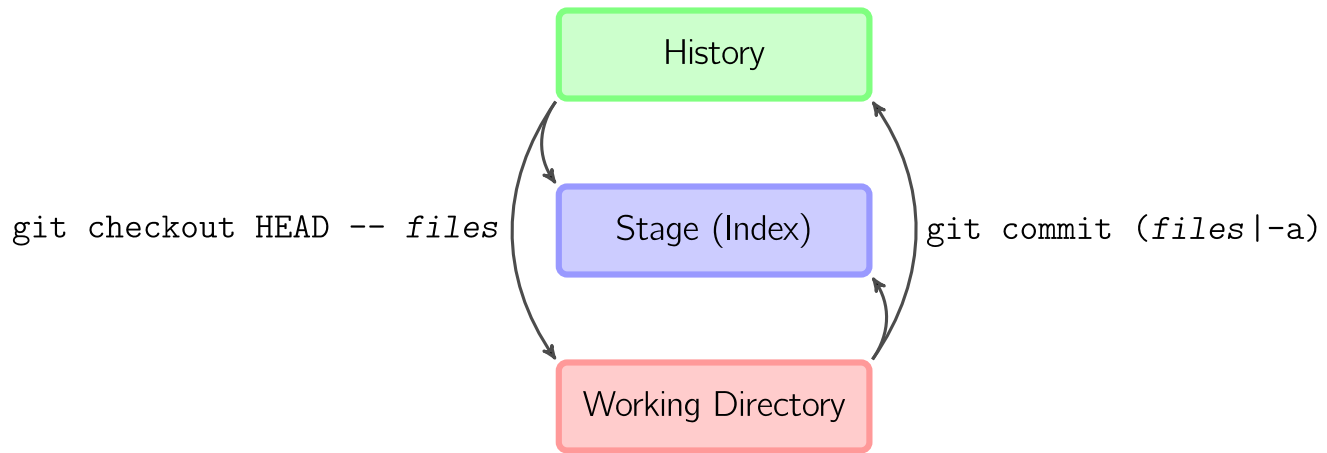 History
git checkout HEAD -- files
Stage (Index)
git commit (files|-a)
Working Directory